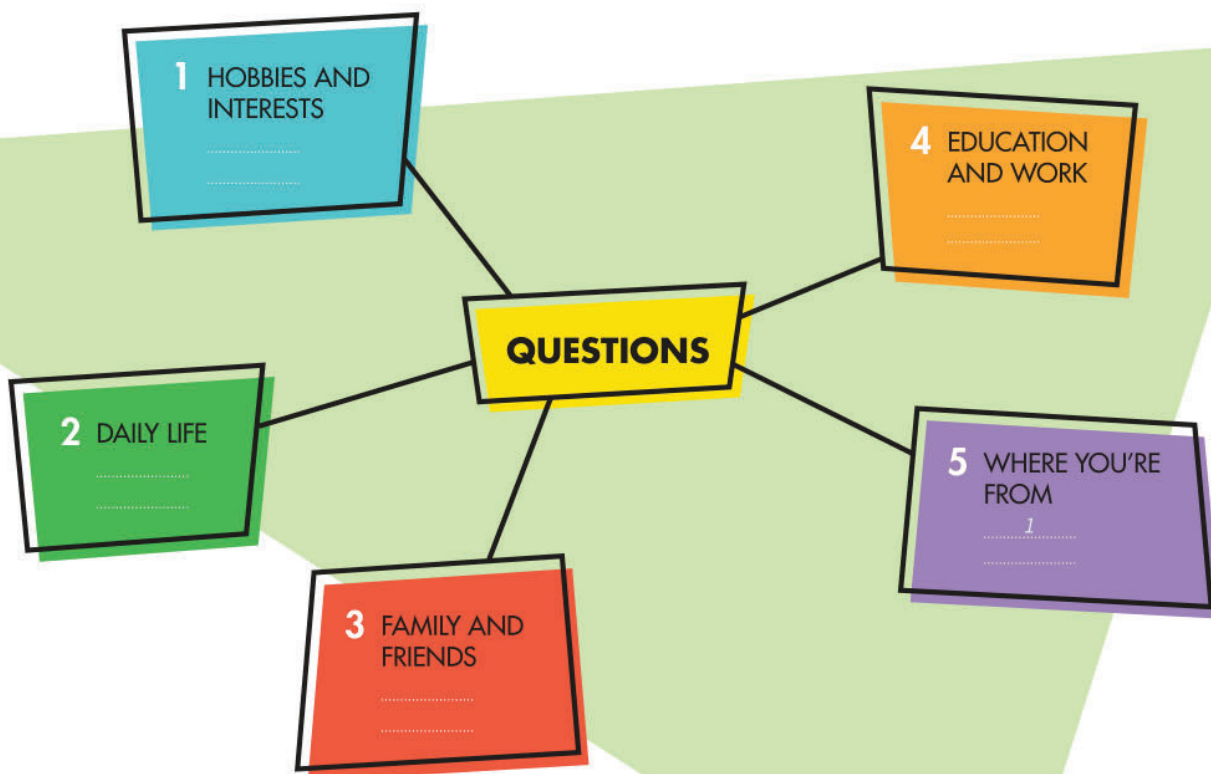 1 HOBBIES AND
INTERESTS
4 EDUCATION
AND WORK
QUESTIONS
2 DAILY LIFE
5 WHERE YOU'RE
FROM
1
3 FAMILY AND
FRIENDS